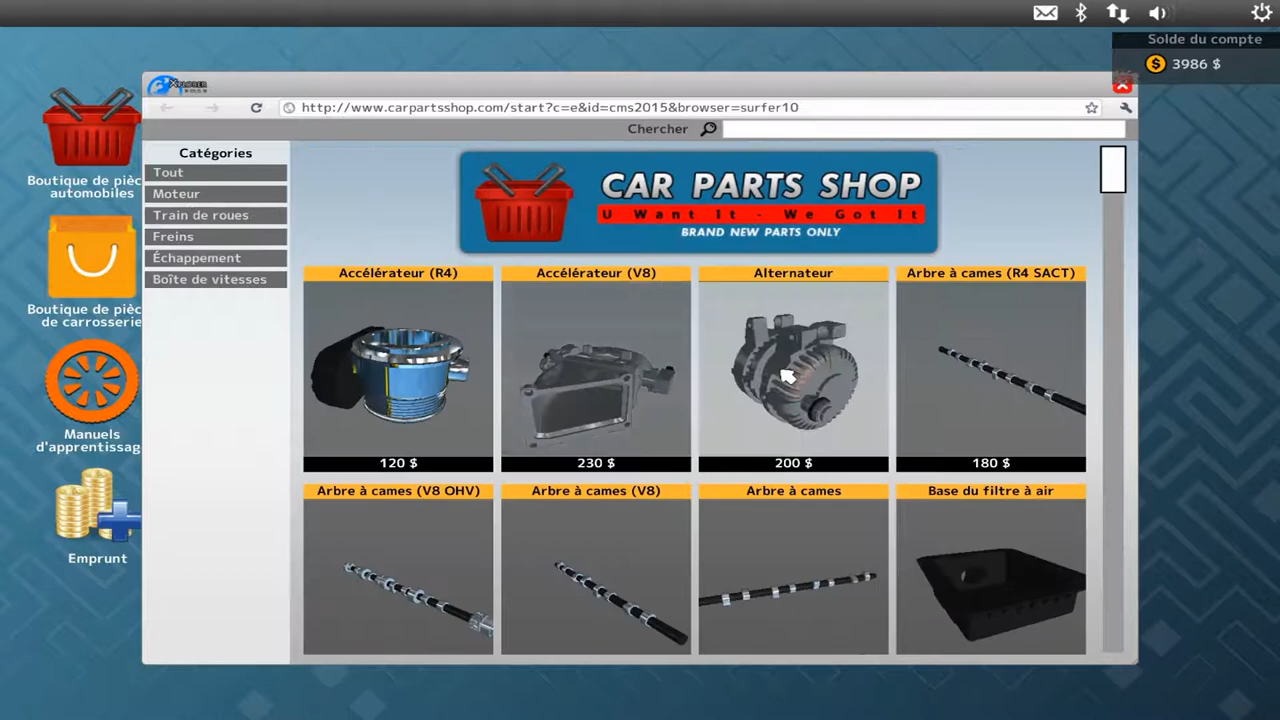 Solde du compte
3986 $
XPLORER
http://www.carpartsshop.com/start?c=e&id=cms2015&browser=surfer10
Chercher
Boutique de pièc
automobiles
Boutique de pièc
de carrosserie
Manuels
d'apprentissag
Emprunt
Catégories
Tout
Moteur
Train de roues
Freins
Échappement
Boîte de vitesses
CAR PARTS SHOP
U Want It - We Got It
BRAND NEW PARTS ONLY
Accélérateur (R4)
120 $
Accélérateur (V8)
230 $
Alternateur
200 $
Arbre à cames (R4 SACT)
180 $
Arbre à cames (V8 OHV)
Arbre à cames (V8)
Arbre à cames
Base du filtre à air